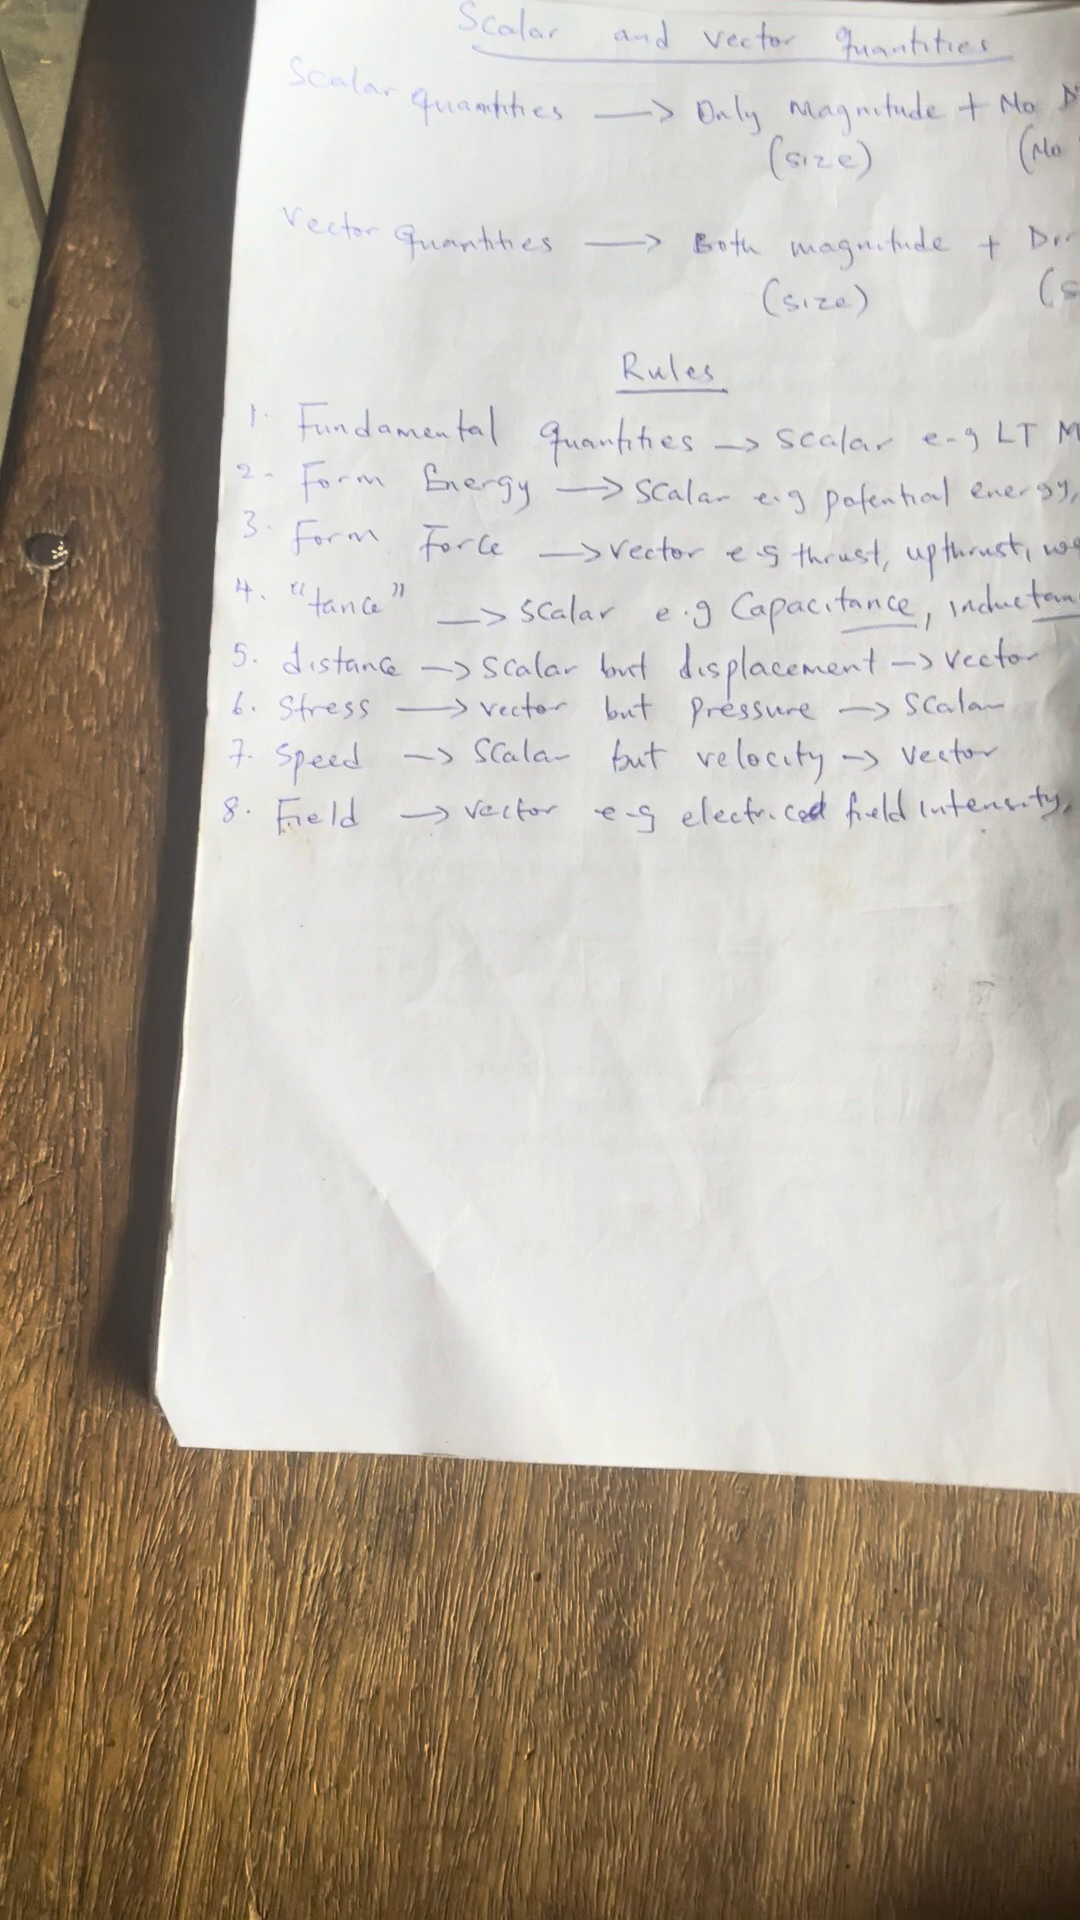 Scalar and vector Quantities
Scalar Quantities → Only Magnitude + No
(size) (No
Vector Quantities → Both magnitude +
(size)
Rules
1. Fundamental Quantities → Scalar e-g LT M
2- Form Energy → Scalar e.g potential energy,
3. Form Force → vector e g thrust, upthrust,
4. "tance" → Scalar e.g Capacitance, inductan
5. distance → Scalar but displacement → Vector
6. Stress → vector but Pressure → Scalar
7. Speed → Scalar but velocity → Vector
8. Field → vector e-g electrical field intensity,